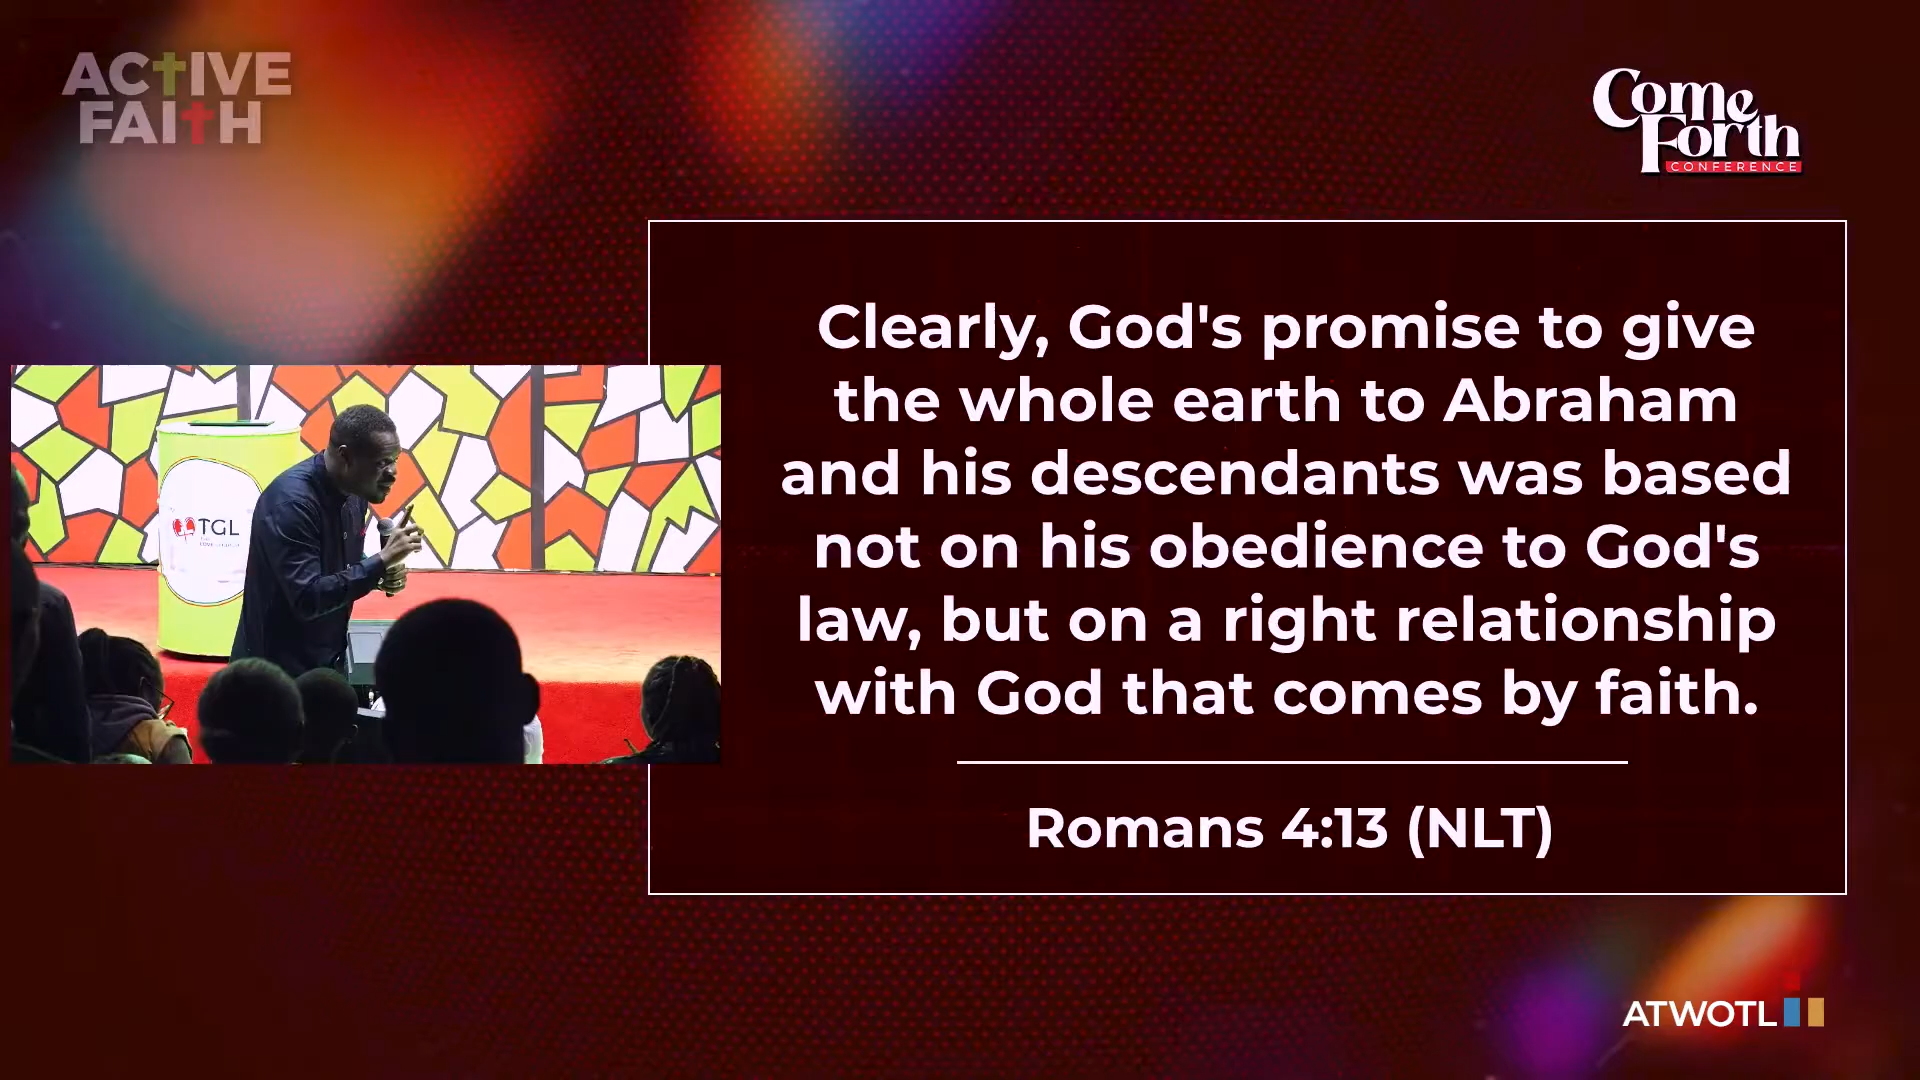 ACTIVE
FAITH
Come
Forth
CONFERENCE
Clearly, God's promise to give
the whole earth to Abraham
and his descendants was based
not on his obedience to God's
law, but on a right relationship
with God that comes by faith.
Romans 4:13 (NLT)
TGL
ATWOTL